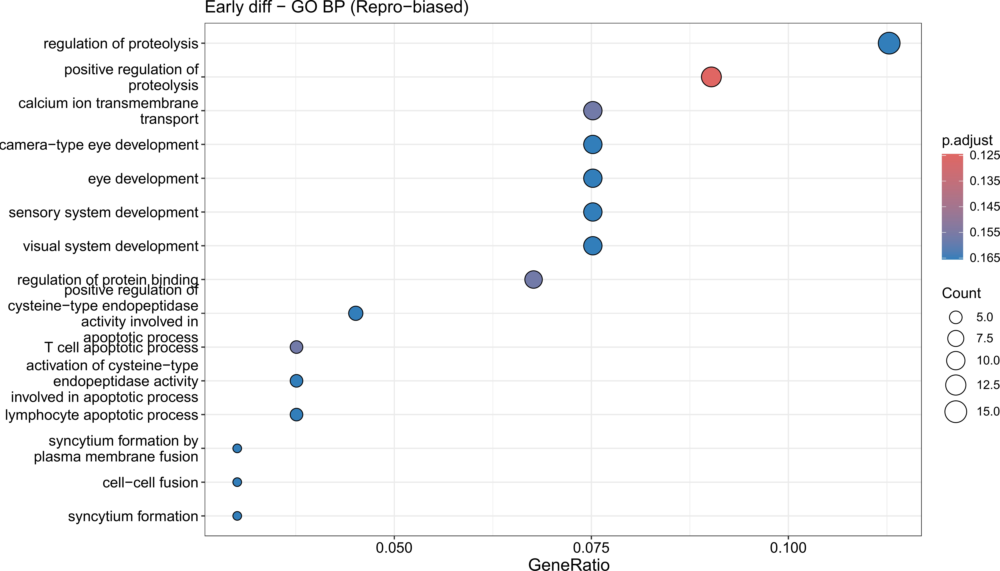 Early diff − GO BP (Repro−biased)
regulation of proteolysis
positive regulation of
proteolysis
calcium ion transmembrane
transport
camera−type eye development
eye development
sensory system development
visual system development
regulation of protein binding
positive regulation of
cysteine−type endopeptidase
activity involved in
apoptotic process
T cell apoptotic process
activation of cysteine−type
endopeptidase activity
involved in apoptotic process
lymphocyte apoptotic process
syncytium formation by
plasma membrane fusion
cell−cell fusion
syncytium formation
0.050
0.075
0.100
GeneRatio
p.adjust
0.125
0.135
0.145
0.155
0.165
Count
5.0
7.5
10.0
12.5
15.0